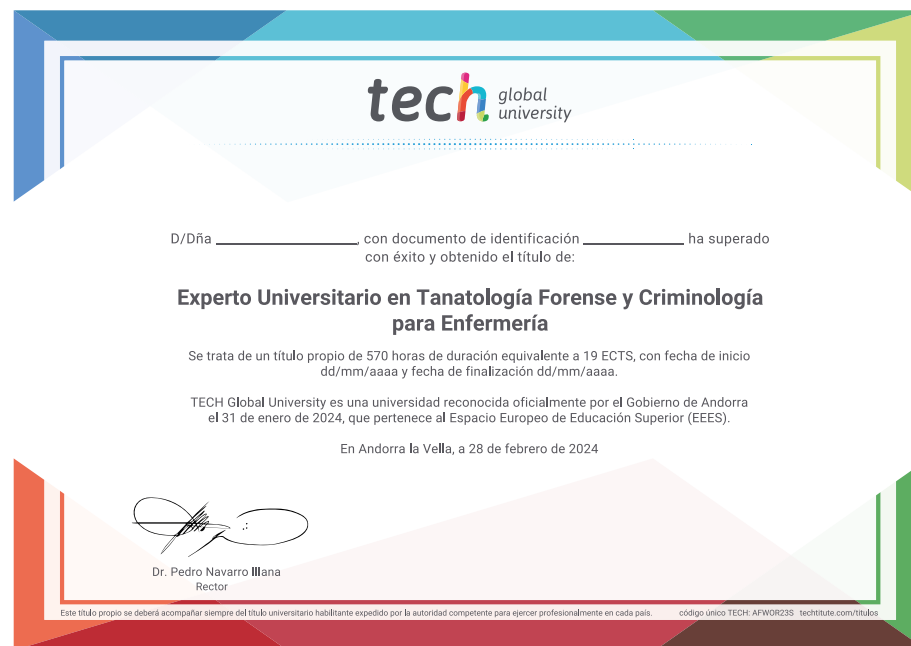 tech global university
D/Dña ________________, con documento de identificación ____________ ha superado
con éxito y obtenido el título de:
Experto Universitario en Tanatología Forense y Criminología
para Enfermería
Se trata de un título propio de 570 horas de duración equivalente a 19 ECTS, con fecha de inicio
dd/mm/aaaa y fecha de finalización dd/mm/aaaa.
TECH Global University es una universidad reconocida oficialmente por el Gobierno de Andorra
el 31 de enero de 2024, que pertenece al Espacio Europeo de Educación Superior (EEES).
En Andorra la Vella, a 28 de febrero de 2024
Dr. Pedro Navarro Illana
Rector
Este título propio se deberá acompañar siempre del título universitario habilitante expedido por la autoridad competente para ejercer profesionalmente en cada país. código único TECH: AFWOR23S techtitute.com/titulos